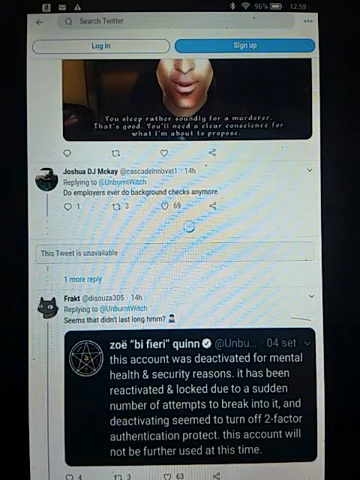 96% 12:39
Search Twitter
Log in
Sign up
You sleep rather soundly for a murderer.
That's good. You'll need a clear conscience for
what I'm about to propose.
Joshua DJ Mckay @cascadeinnovat1 · 14h
Replying to @UnburntWitch
Do employers ever do background checks anymore.
1 3 69
This Tweet is unavailable
1 more reply
Frakt @disouza305 · 14h
Replying to @UnburntWitch
Seems that didn't last long hmm?
zoë "bi fieri" quinn @Unbu... · 04 set
this account was deactivated for mental
health & security reasons. it has been
reactivated & locked due to a sudden
number of attempts to break into it, and
deactivating seemed to turn off 2-factor
authentication protect. this account will
not be further used at this time.
4 3 63